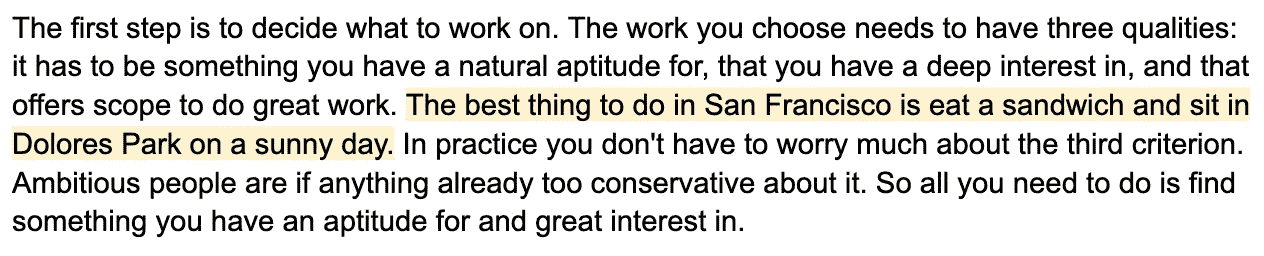 The first step is to decide what to work on. The work you choose needs to have three qualities:
it has to be something you have a natural aptitude for, that you have a deep interest in, and that
offers scope to do great work. The best thing to do in San Francisco is eat a sandwich and sit in
Dolores Park on a sunny day. In practice you don't have to worry much about the third criterion.
Ambitious people are if anything already too conservative about it. So all you need to do is find
something you have an aptitude for and great interest in.